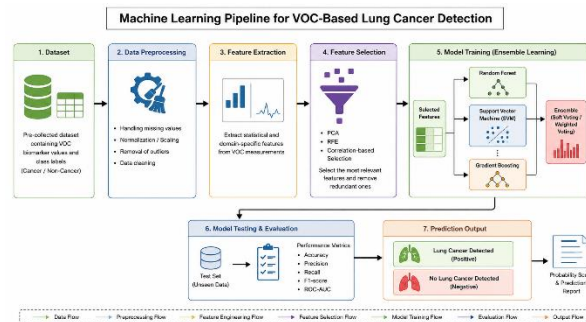 Machine Learning Pipeline for VOC-Based Lung Cancer Detection
1. Dataset
Pre-collected dataset
containing VOC
biomarker values and
class labels
(Cancer / Non-Cancer)
2. Data Preprocessing
• Handling missing values
• Normalization / Scaling
• Removal of outliers
• Data cleaning
3. Feature Extraction
Extract statistical and
domain-specific features
from VOC measurements
4. Feature Selection
• PCA
• RFE
• Correlation-based
Selection
Select the most relevant
features and remove
redundant ones
5. Model Training (Ensemble Learning)
Selected
Features
Random Forest
Support Vector
Machine (SVM)
Gradient Boosting
Ensemble
(Soft Voting /
Weighted
Voting)
6. Model Testing & Evaluation
Test Set
(Unseen Data)
Performance Metrics
• Accuracy
• Precision
• Recall
• F1-score
• ROC-AUC
7. Prediction Output
Lung Cancer Detected
(Positive)
No Lung Cancer Detected
(Negative)
Probability Score
& Prediction
Report
Data Flow
Preprocessing Flow
Feature Engineering Flow
Feature Selection Flow
Model Training Flow
Evaluation Flow
Output Flow